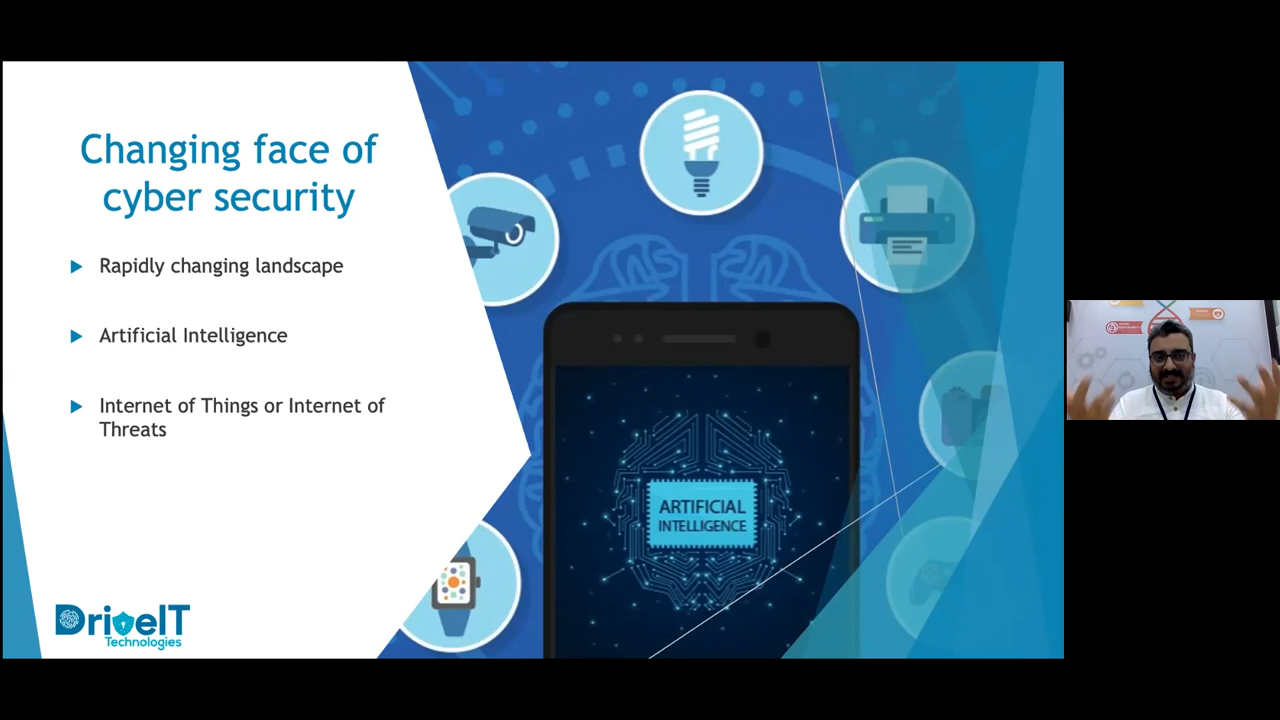 Changing face of
cyber security
Rapidly changing landscape
Artificial Intelligence
Internet of Things or Internet of
Threats
ARTIFICIAL
INTELLIGENCE
DriveIT
Technologies